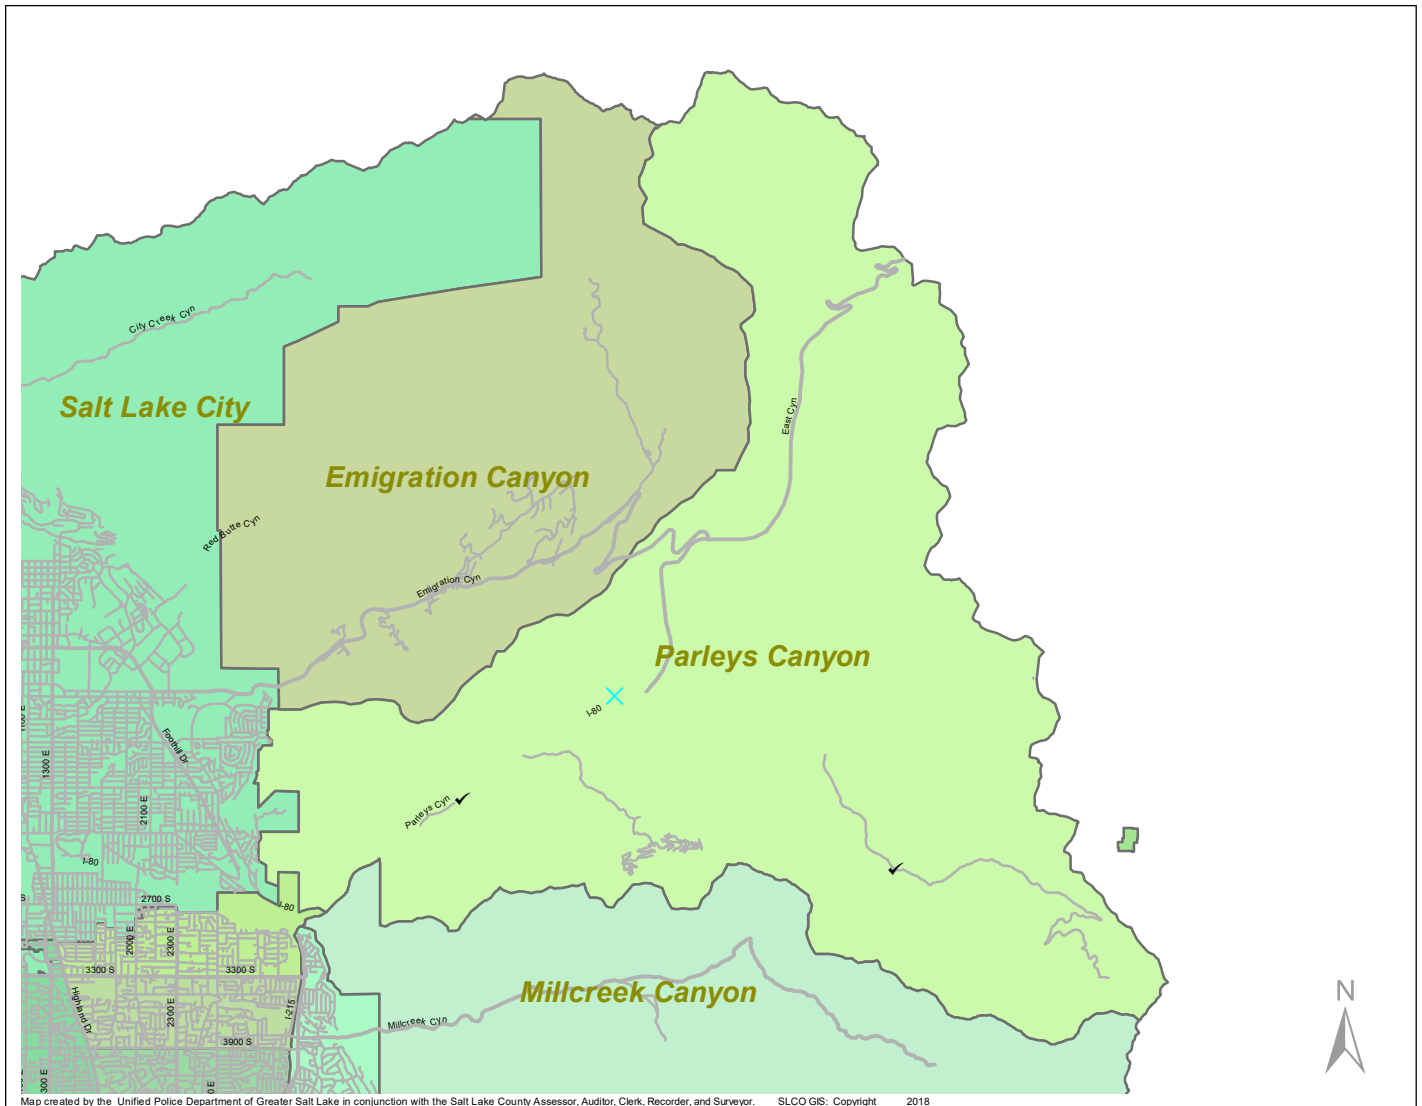 City Creek Cyn
Salt Lake City
East Cyn
Emigration Canyon
Red Butte Cyn
Emigration Cyn
Parleys Canyon
I-80
Foothill Dr
1300 E
2100 E
Parleys Cyn
I-80
2700 S
I-80
S
2000 E
2300 E
3300 S
3300 S
Highland Dr
2300 E
I-215
Millcreek Canyon
Millcreek Cyn
3900 S
N
Map created by the Unified Police Department of Greater Salt Lake in conjunction with the Salt Lake County Assessor, Auditor, Clerk, Recorder, and Surveyor. SLCO GIS: Copyright 2018